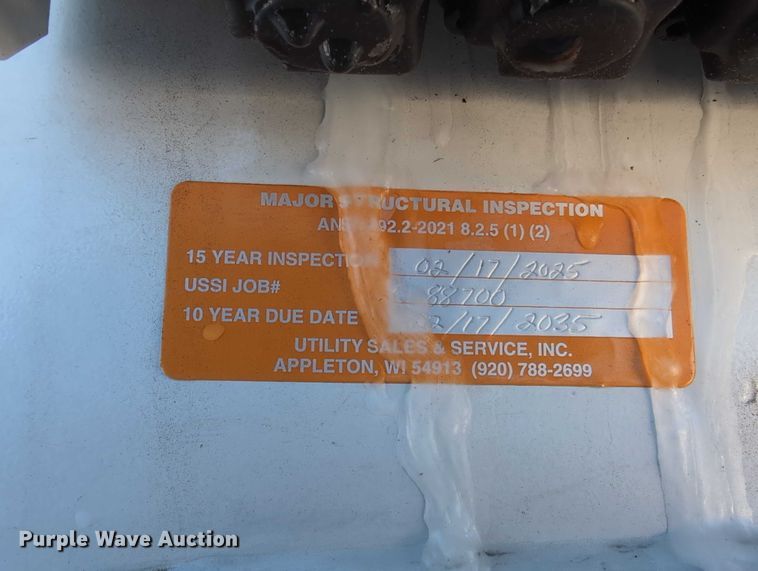 MAJOR STRUCTURAL INSPECTION
ANSI A92.2-2021 8.2.5 (1) (2)
15 YEAR INSPECTION 02/17/2025
USSI JOB# 88700
10 YEAR DUE DATE 02/17/2035
UTILITY SALES & SERVICE, INC.
APPLETON, WI 54913 (920) 788-2699
Purple Wave Auction